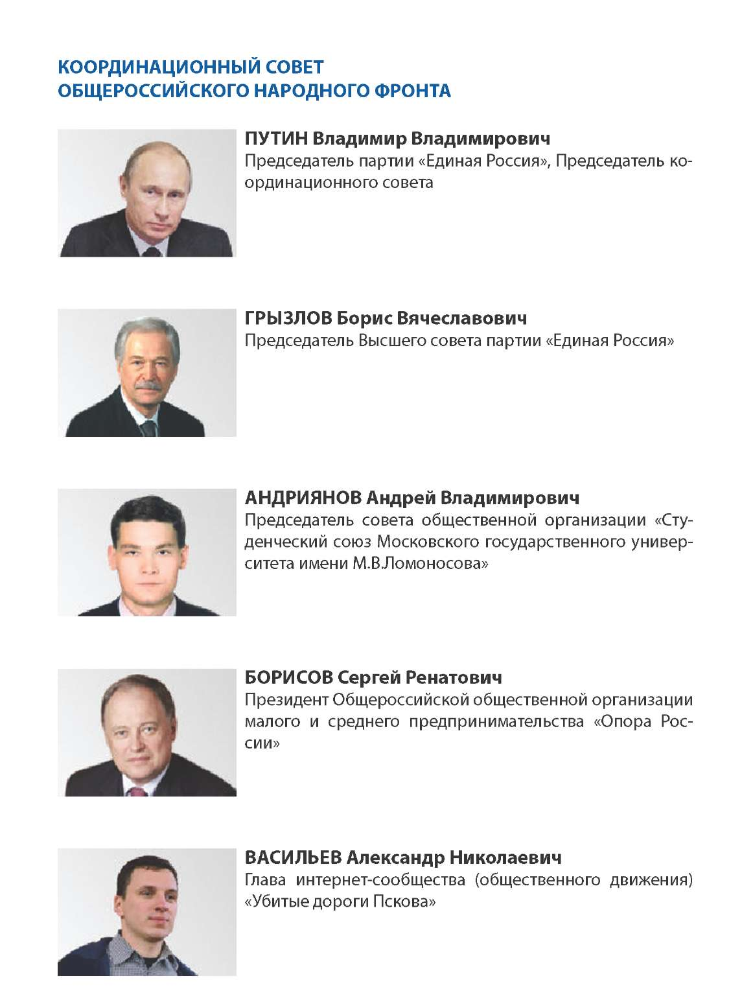 КООРДИНАЦИОННЫЙ СОВЕТ
ОБЩЕРОССИЙСКОГО НАРОДНОГО ФРОНТА
ПУТИН Владимир Владимирович
Председатель партии «Единая Россия», Председатель ко-
ординационного совета
ГРЫЗЛОВ Борис Вячеславович
Председатель Высшего совета партии «Единая Россия»
АНДРИЯНОВ Андрей Владимирович
Председатель совета общественной организации «Сту-
денческий союз Московского государственного универ-
ситета имени М.В.Ломоносова»
БОРИСОВ Сергей Ренатович
Президент Общероссийской общественной организации
малого и среднего предпринимательства «Опора Рос-
сии»
ВАСИЛЬЕВ Александр Николаевич
Глава интернет-сообщества (общественного движения)
«Убитые дороги Пскова»